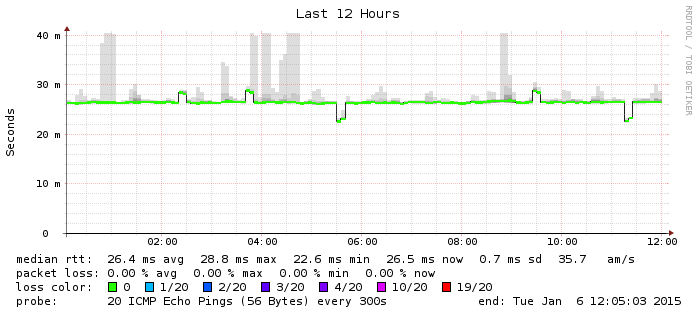 Last 12 Hours
RRDTOOL / TOBI OETIKER
Seconds
40 m
30 m
20 m
10 m
0
02:00 04:00 06:00 08:00 10:00 12:00
median rtt: 26.4 ms avg 28.8 ms max 22.6 ms min 26.5 ms now 0.7 ms sd 35.7 am/s
packet loss: 0.00 % avg 0.00 % max 0.00 % min 0.00 % now
loss color: 0 1/20 2/20 3/20 4/20 10/20 19/20
probe: 20 ICMP Echo Pings (56 Bytes) every 300s end: Tue Jan 6 12:05:03 2015